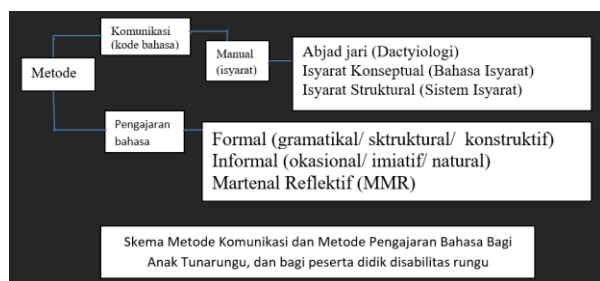 Komunikasi
(kode bahasa)
Manual
(isyarat)
Abjad jari (Dactyiologi)
Isyarat Konseptual (Bahasa Isyarat)
Isyarat Struktural (Sistem Isyarat)
Metode
Pengajaran
bahasa
Formal (gramatikal/ sktruktural/ konstruktif)
Informal (okasional/ imiatif/ natural)
Martenal Reflektif (MMR)
Skema Metode Komunikasi dan Metode Pengajaran Bahasa Bagi
Anak Tunarungu, dan bagi peserta didik disabilitas rungu